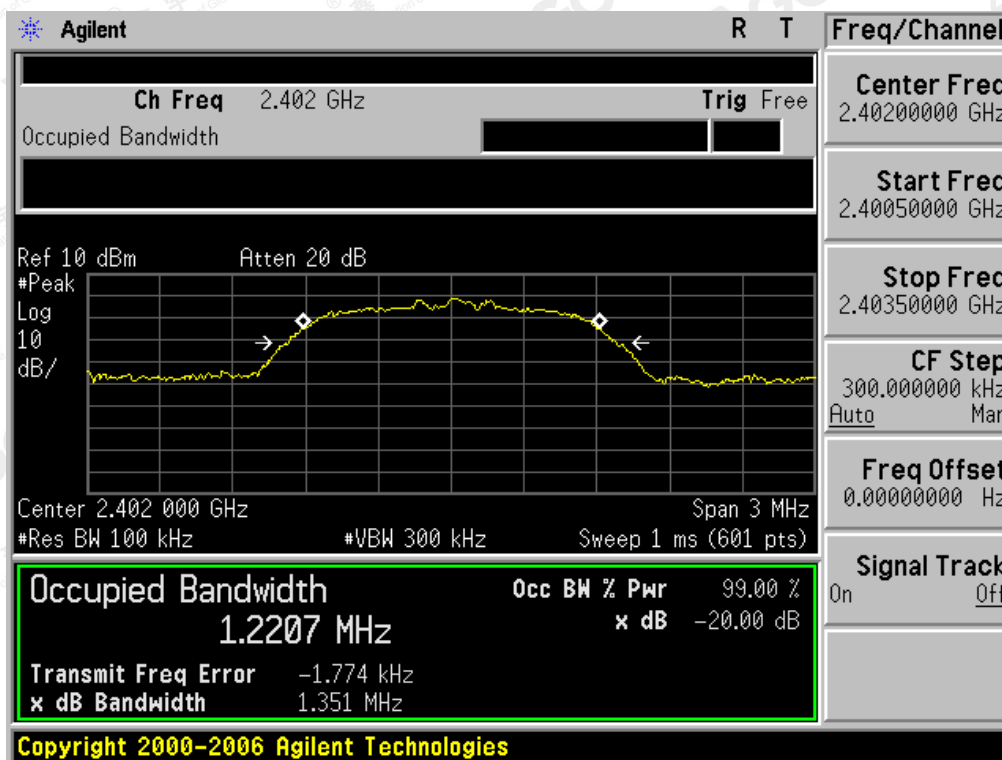 Agilent
R T
Freq/Channel
Ch Freq 2.402 GHz
Trig Free
Occupied Bandwidth
Center Freq
2.40200000 GHz
Start Freq
2.40050000 GHz
Stop Freq
2.40350000 GHz
CF Step
300.000000 kHz
Auto Man
Freq Offset
0.00000000 Hz
Signal Track
On Off
Ref 10 dBm
Atten 20 dB
#Peak
Log
10
dB/
Center 2.402 000 GHz
Span 3 MHz
#Res BW 100 kHz
#VBW 300 kHz
Sweep 1 ms (601 pts)
Occupied Bandwidth
1.2207 MHz
Occ BW % Pwr 99.00 %
x dB -20.00 dB
Transmit Freq Error -1.774 kHz
x dB Bandwidth 1.351 MHz
Copyright 2000-2006 Agilent Technologies